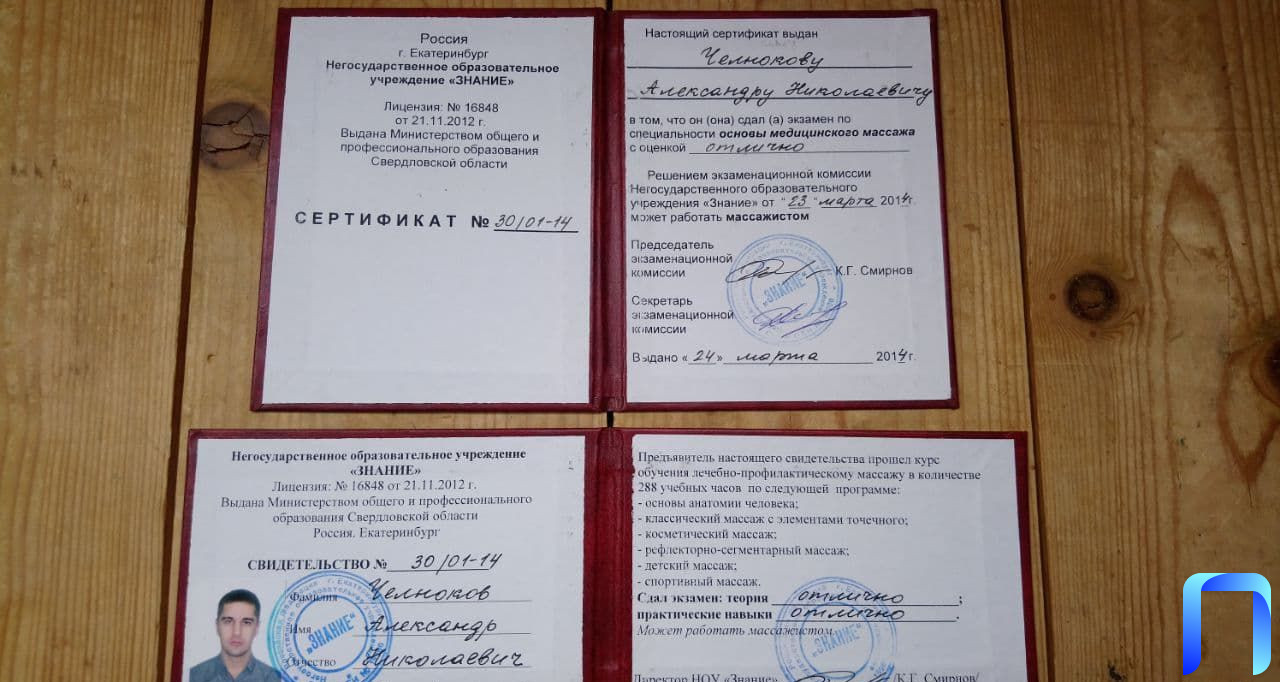 Россия
г. Екатеринбург
Негосударственное образовательное
учреждение «ЗНАНИЕ»
Лицензия: № 16848
от 21.11.2012 г.
Выдана Министерством общего и
профессионального образования
Свердловской области
СЕРТИФИКАТ № 30/01-14
Настоящий сертификат выдан
Челнокову
Александру Николаевичу
в том, что он (она) сдал (а) экзамен по
специальности основы медицинского массажа
с оценкой отлично
Решением экзаменационной комиссии
Негосударственного образовательного
учреждения «Знание» от "23" марта 2014г.
может работать массажистом
Председатель
экзаменационной
комиссии К.Г. Смирнов
«ЗНАНИЕ»
Секретарь
экзаменационной
комиссии
Выдано «24» марта 2014г.
Негосударственное образовательное учреждение
«ЗНАНИЕ»
Лицензия: № 16848 от 21.11.2012 г.
Выдана Министерством общего и профессионального
образования Свердловской области
Россия. Екатеринбург
СВИДЕТЕЛЬСТВО № 30/01-14
Фамилия Челноков
Имя Александр
Отчество Николаевич
«ЗНАНИЕ»
Предъявитель настоящего свидетельства прошел курс
обучения лечебно-профилактическому массажу в количестве
288 учебных часов по следующей программе:
- основы анатомии человека;
- классический массаж с элементами точечного;
- косметический массаж;
- рефлекторно-сегментарный массаж;
- детский массаж;
- спортивный массаж.
Сдал экзамен: теория отлично;
практические навыки отлично.
Может работать массажистом.
«ЗНАНИЕ»
Директор НОУ «Знание» /К.Г. Смирнов/